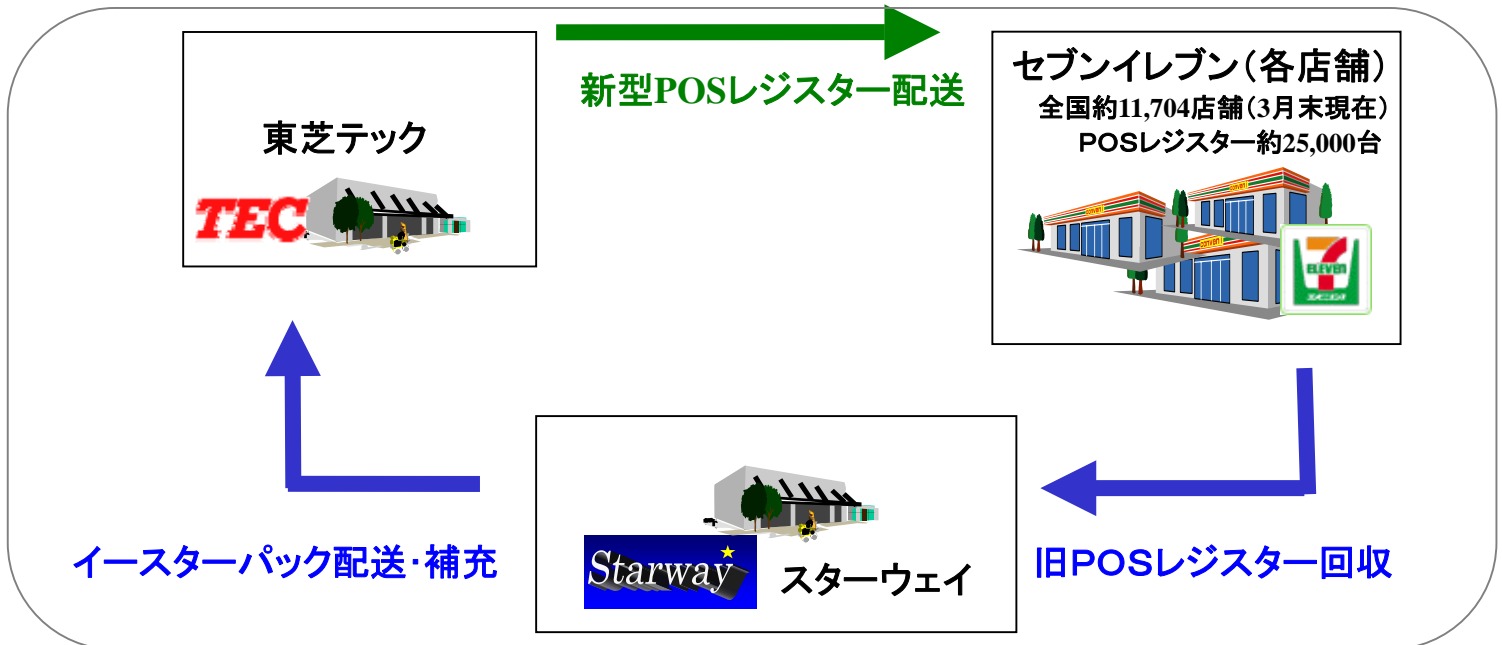 新型POSレジスター配送
セブンイレブン（各店舗）
全国約11,704店舗（3月末現在）
ＰＯＳレジスター約25,000台
東芝テック
TEC
ELEVEN
イースターパック配送・補充
Starway
スターウェイ
旧ＰＯＳレジスター回収